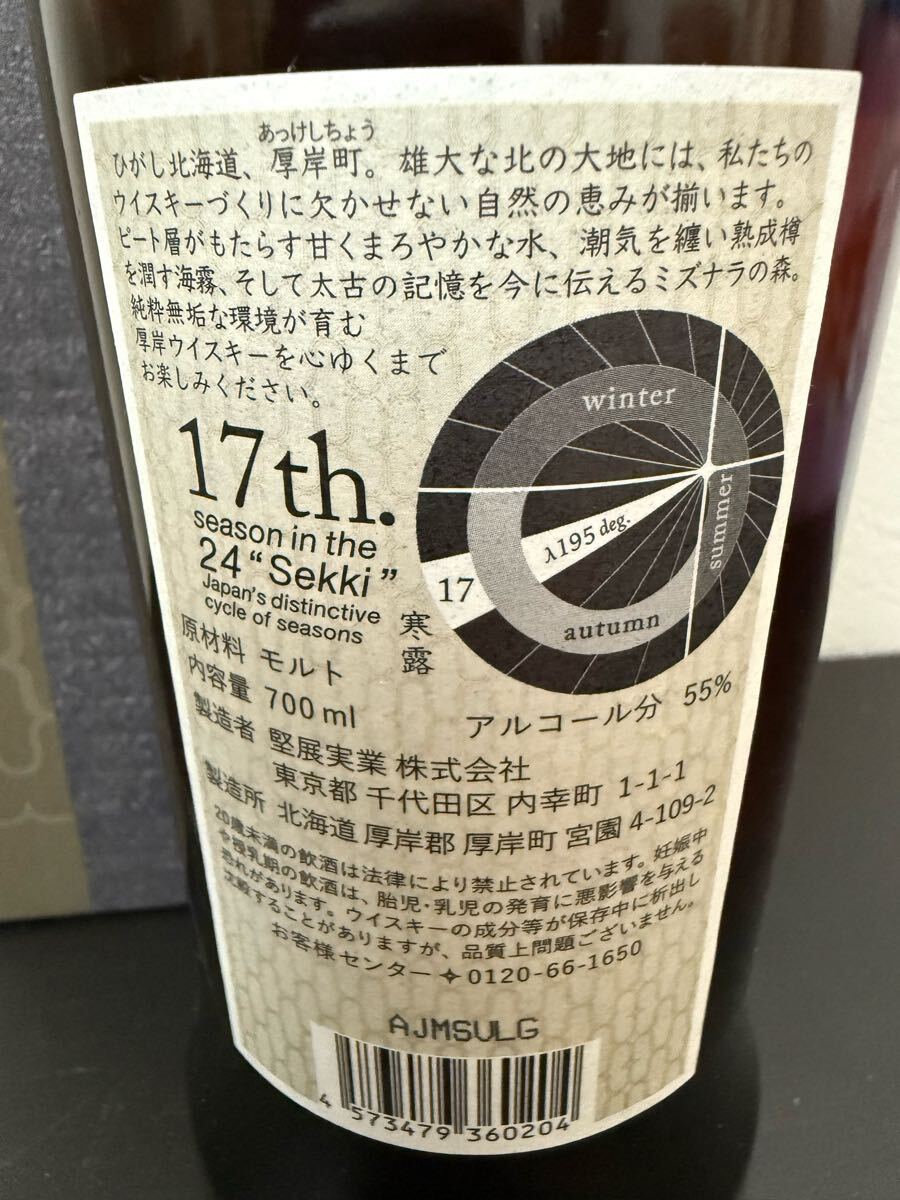 あっけしちょう
ひがし北海道、厚岸町。雄大な北の大地には、私たちの
ウイスキーづくりに欠かせない自然の恵みが揃います。
ピート層がもたらす甘くまろやかな水、潮気を纏い熟成樽
を潤す海霧、そして太古の記憶を今に伝えるミズナラの森。
純粋無垢な環境が育む
厚岸ウイスキーを心ゆくまで
お楽しみください。
17th.
season in the
24 "Sekki"
Japan's distinctive
cycle of seasons
寒露
winter
summer
autumn
λ195 deg.
17
原材料 モルト
内容量 700 ml
アルコール分 55%
製造者 堅展実業 株式会社
東京都 千代田区 内幸町 1-1-1
製造所 北海道 厚岸郡 厚岸町 宮園 4-109-2
20歳未満の飲酒は法律により禁止されています。妊娠中
や授乳期の飲酒は、胎児・乳児の発育に悪影響を与える
恐れがあります。ウイスキーの成分等が保存中に析出し
沈殿することがありますが、品質上問題ございません。
お客様センター✧0120-66-1650
AJMSVLG
4 573479 360204